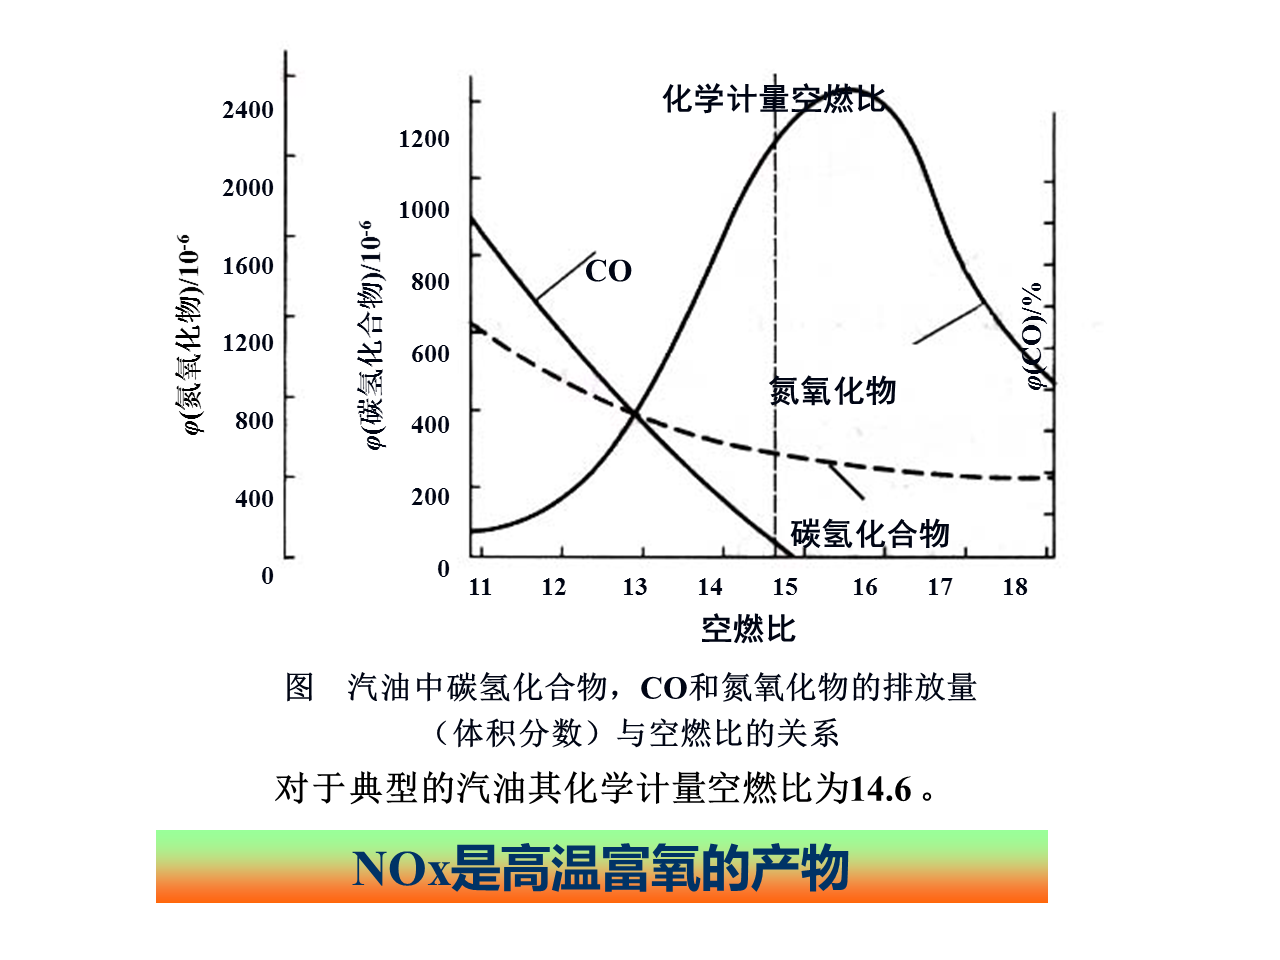 化学计量空燃比
2400
2000
1600
1200
800
400
0
φ(氮氧化物)/10-6
1200
1000
800
600
400
200
0
φ(碳氢化合物)/10-6
CO
氮氧化物
碳氢化合物
φ(CO)/%
11 12 13 14 15 16 17 18
空燃比
图 汽油中碳氢化合物，CO和氮氧化物的排放量
（体积分数）与空燃比的关系
对于典型的汽油其化学计量空燃比为14.6 。
NOx是高温富氧的产物